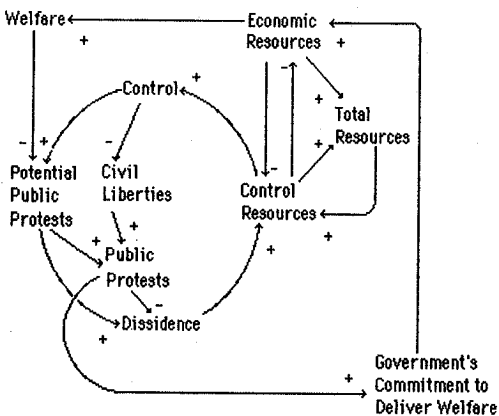 Welfare
Economic
Resources
+
+
+
Control
-
+
Total
Resources
-
+
-
+
-
Potential
Public
Protests
Civil
Liberties
Control
Resources
+
+
+
+
Public
Protests
-
Dissidence
+
+
Government's
Commitment to
Deliver Welfare